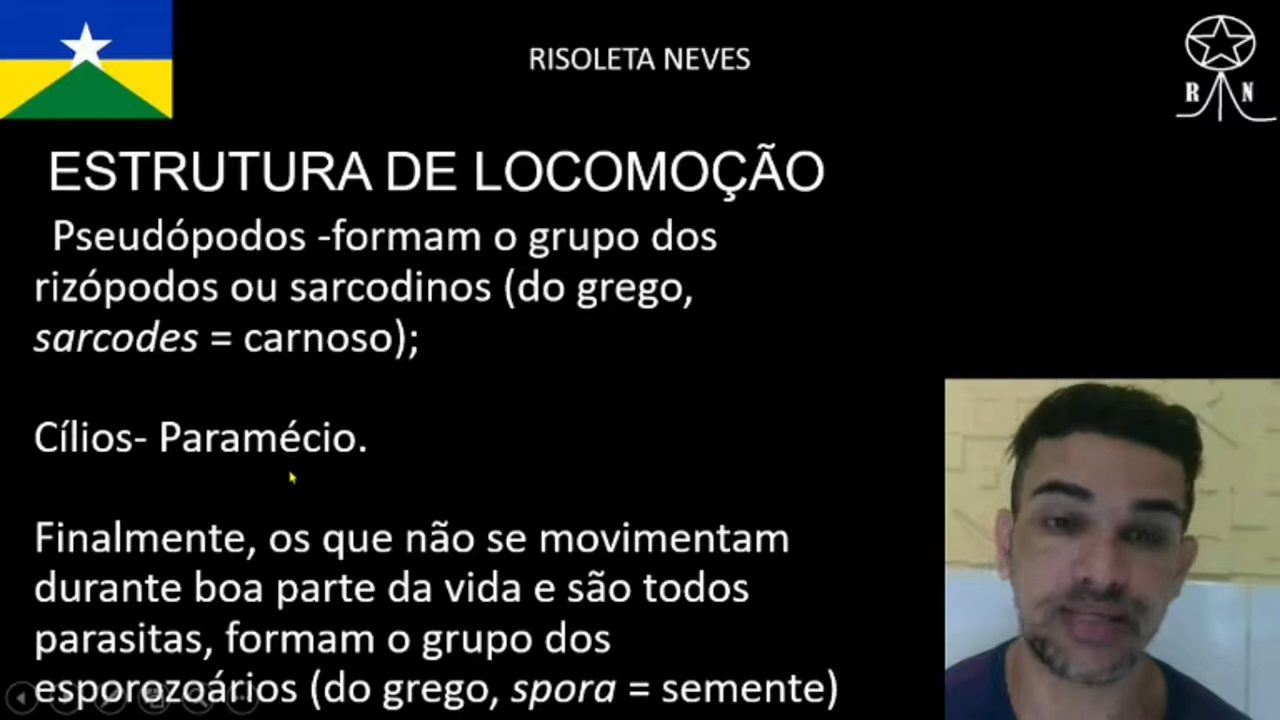 RISOLETA NEVES
R N
ESTRUTURA DE LOCOMOÇÃO
Pseudópodos -formam o grupo dos
rizópodos ou sarcodinos (do grego,
sarcodes = carnoso);
Cílios- Paramécio.
Finalmente, os que não se movimentam
durante boa parte da vida e são todos
parasitas, formam o grupo dos
esporozoários (do grego, spora = semente)